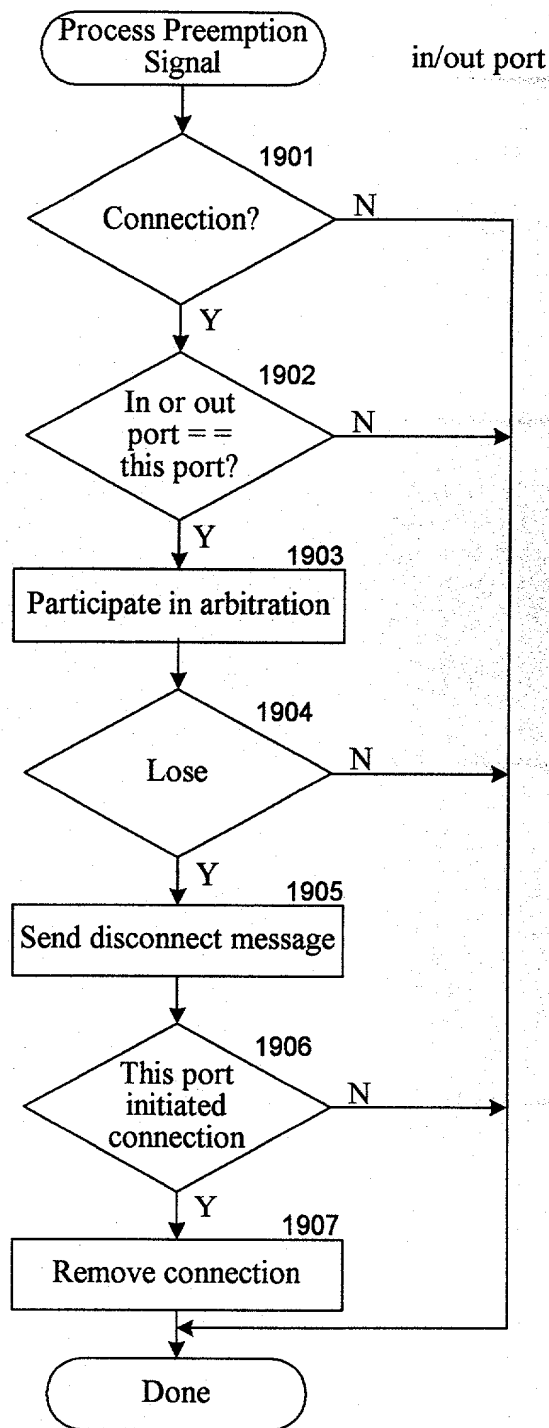 Process Preemption
Signal
in/out port
1901
Connection?
N
Y
1902
In or out
port = =
this port?
N
Y
1903
Participate in arbitration
1904
Lose
N
Y
1905
Send disconnect message
1906
This port
initiated
connection
N
Y
1907
Remove connection
Done